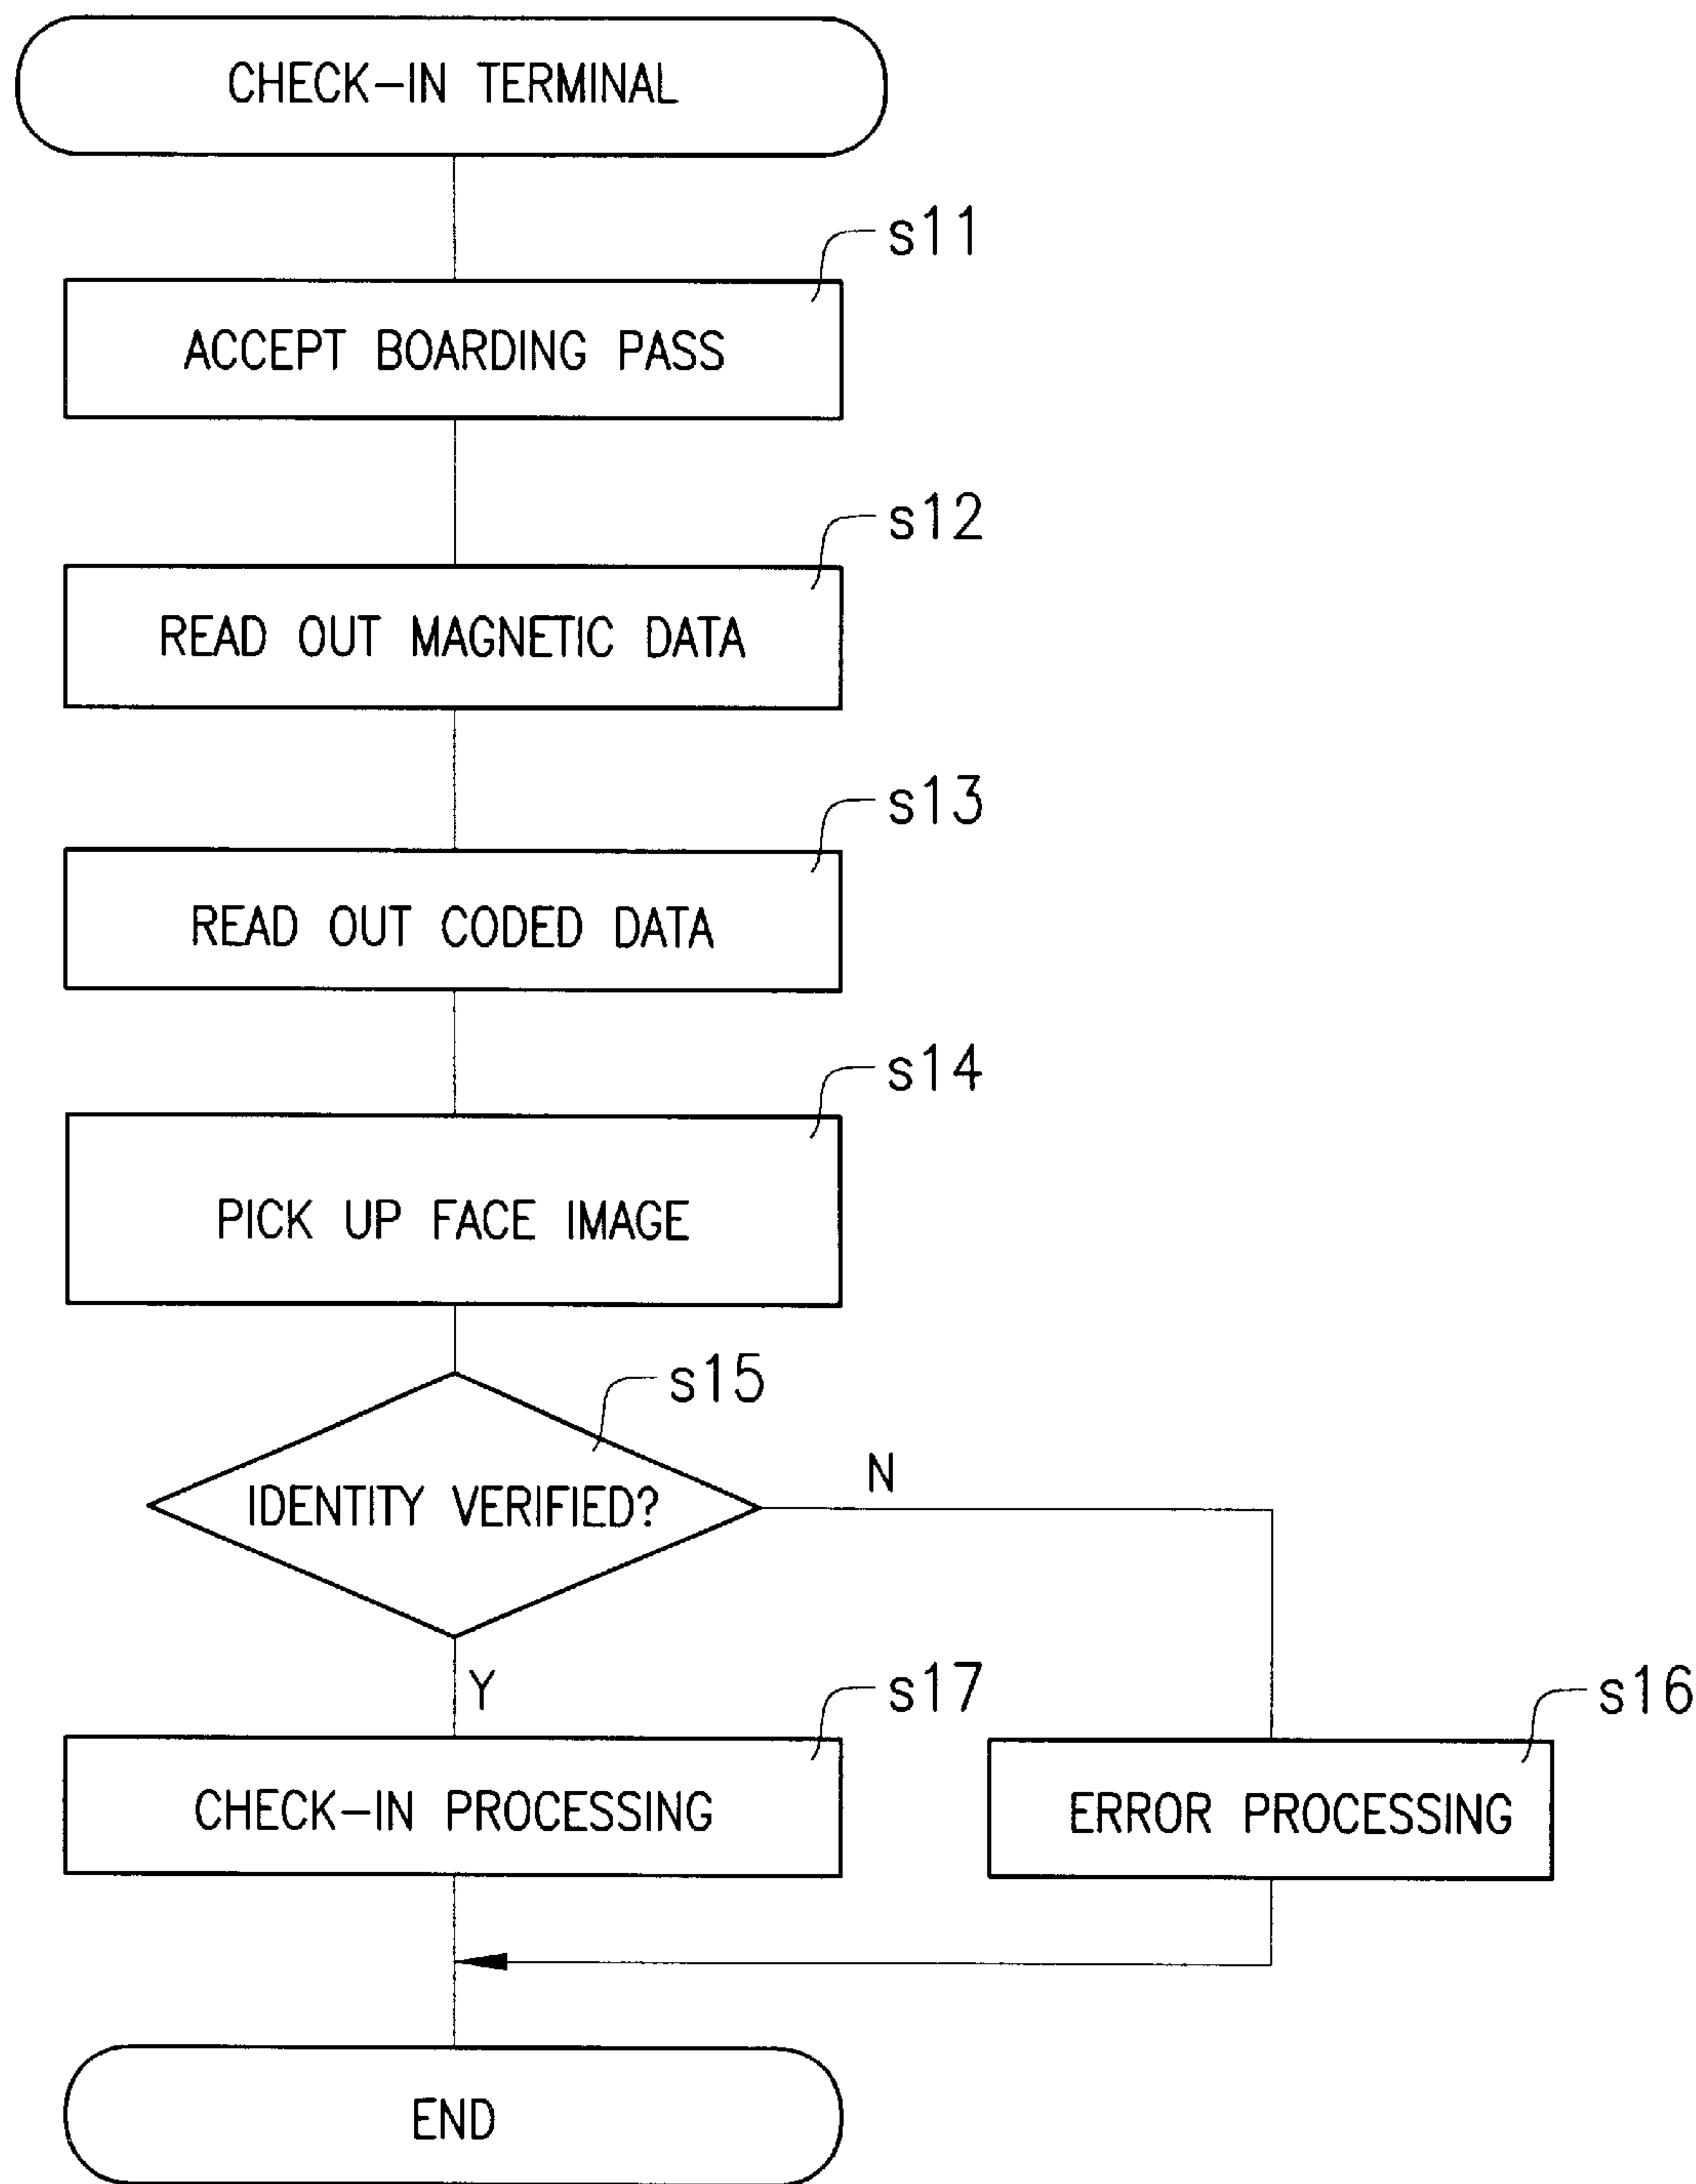 CHECK-IN TERMINAL
s11
ACCEPT BOARDING PASS
s12
READ OUT MAGNETIC DATA
s13
READ OUT CODED DATA
s14
PICK UP FACE IMAGE
s15
IDENTITY VERIFIED?
N
Y
s17
s16
CHECK-IN PROCESSING
ERROR PROCESSING
END